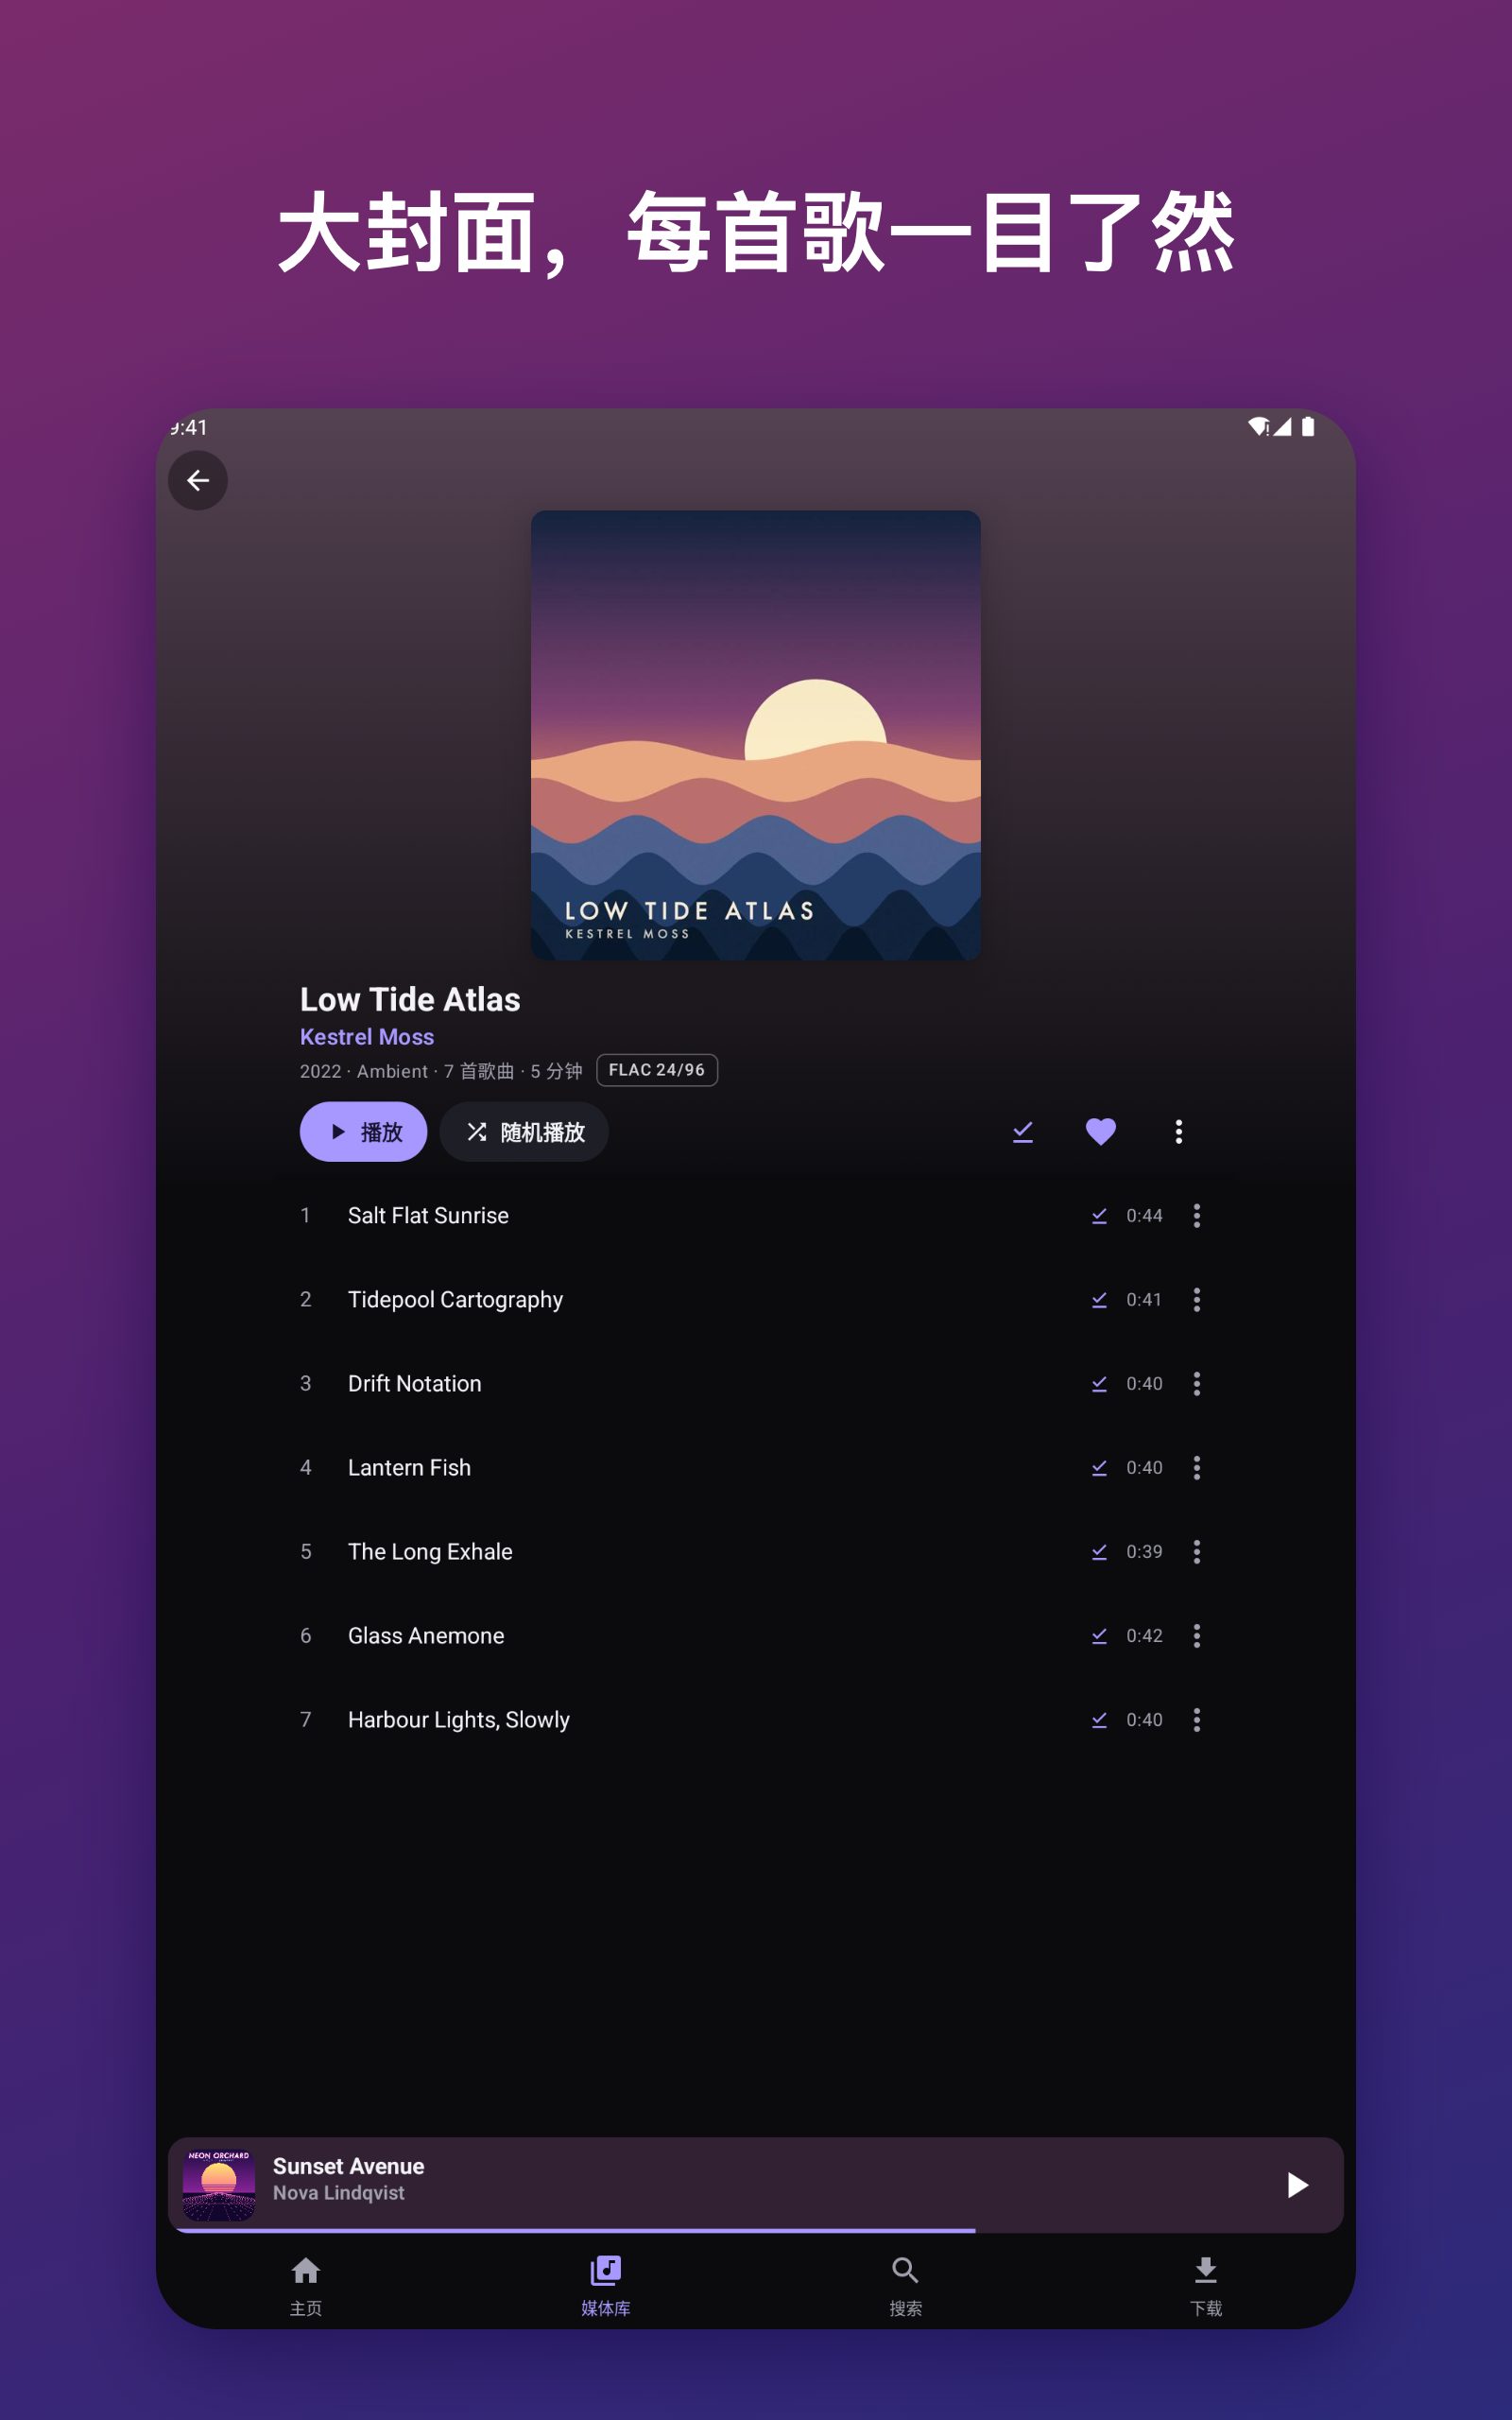 大封面，每首歌一目了然
9:41
LOW TIDE ATLAS
KESTREL MOSS
Low Tide Atlas
Kestrel Moss
2022 · Ambient · 7 首歌曲 · 5 分钟 FLAC 24/96
播放 随机播放
1 Salt Flat Sunrise 0:44
2 Tidepool Cartography 0:41
3 Drift Notation 0:40
4 Lantern Fish 0:40
5 The Long Exhale 0:39
6 Glass Anemone 0:42
7 Harbour Lights, Slowly 0:40
NEON ORCHARD
Sunset Avenue
Nova Lindqvist
主页 媒体库 搜索 下载